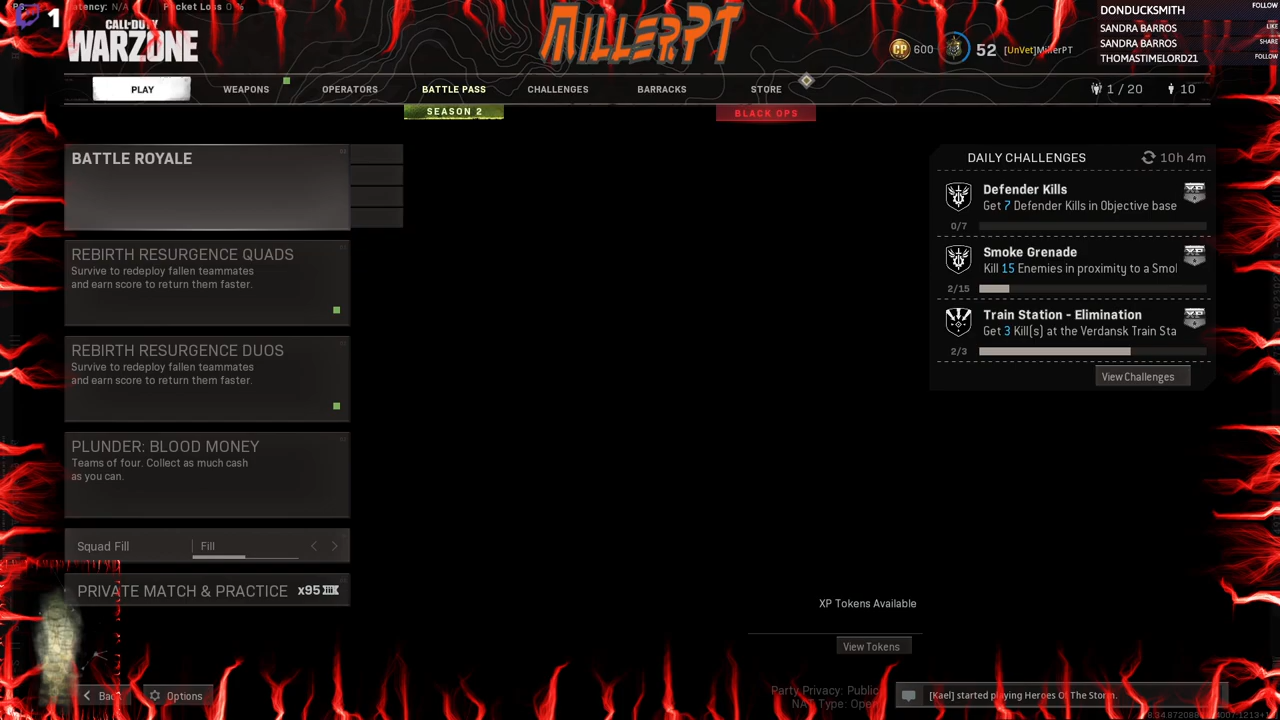 Latency: N/A Packet Loss 0 %
1
CALL OF DUTY
WARZONE
MILLERPT
600
52
[UnVet]MillerPT
DONDUCKSMITH FOLLOW
SANDRA BARROS LIKE
SANDRA BARROS SHARE
THOMASTIMELORD21 FOLLOW
PLAY
WEAPONS
OPERATORS
BATTLE PASS
CHALLENGES
BARRACKS
STORE
1 / 20
10
SEASON 2
BLACK OPS
BATTLE ROYALE
REBIRTH RESURGENCE QUADS
Survive to redeploy fallen teammates
and earn score to return them faster.
REBIRTH RESURGENCE DUOS
Survive to redeploy fallen teammates
and earn score to return them faster.
PLUNDER: BLOOD MONEY
Teams of four. Collect as much cash
as you can.
Squad Fill
Fill
PRIVATE MATCH & PRACTICE x95
DAILY CHALLENGES
10h 4m
Defender Kills
XP
Get 7 Defender Kills in Objective base
0/7
Smoke Grenade
XP
Kill 15 Enemies in proximity to a Smol
2/15
Train Station - Elimination
XP
Get 3 Kill(s) at the Verdansk Train Sta
2/3
View Challenges
XP Tokens Available
View Tokens
Back
Options
Party Privacy: Public
NAT Type: Open
[Kael] started playing Heroes Of The Storm.